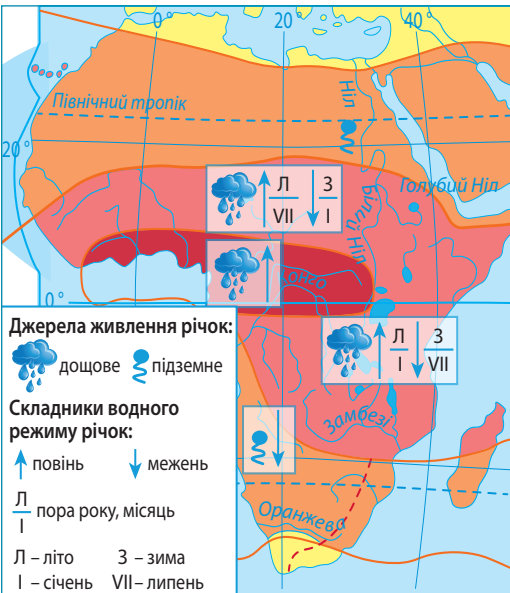 0°
20°
40°
Ніл
Північний тропік
20°
Л
VII
З
I
Голубий Ніл
Білий Ніл
Конго
0°
Л
I
З
VII
Замбезі
Оранжева
Джерела живлення річок:
дощове
підземне
Складники водного
режиму річок:
повінь
межень
Л
I
пора року, місяць
Л – літо З – зима
I – січень VII – липень